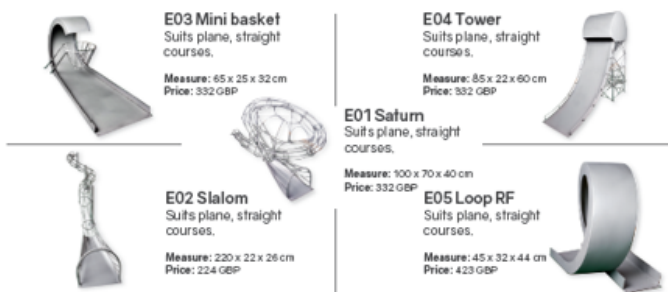 E03 Mini basket
Suits plane, straight
courses.
Measure: 65 x 25 x 32 cm
Price: 332 GBP
E04 Tower
Suits plane, straight
courses.
Measure: 85 x 22 x 60 cm
Price: 332 GBP
E01 Saturn
Suits plane, straight
courses.
Measure: 100 x 70 x 40 cm
Price: 332 GBP
E02 Slalom
Suits plane, straight
courses.
Measure: 220 x 22 x 26 cm
Price: 224 GBP
E05 Loop RF
Suits plane, straight
courses.
Measure: 45 x 32 x 44 cm
Price: 423 GBP